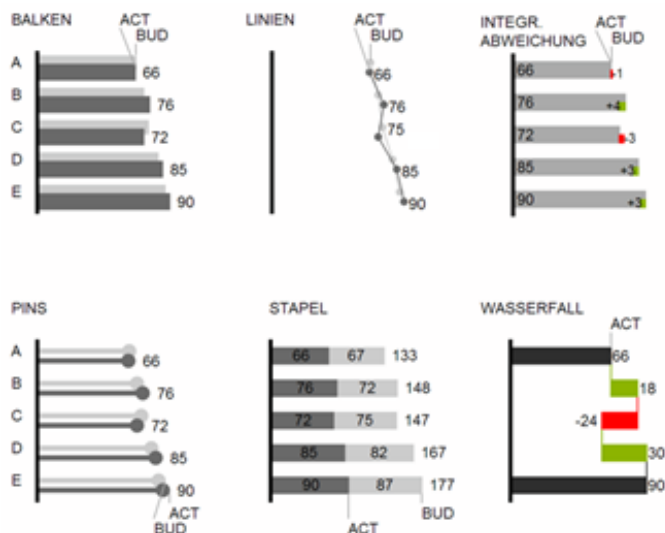 BALKEN
ACT
BUD
A
66
B
76
C
72
D
85
E
90
LINIEN
ACT
BUD
66
76
75
85
90
INTEGR.
ABWEICHUNG
ACT
BUD
66
-1
76
+4
72
-3
85
+3
90
+3
PINS
A
66
B
76
C
72
D
85
E
90
ACT
BUD
STAPEL
66 67 133
76 72 148
72 75 147
85 82 167
90 87 177
BUD
ACT
WASSERFALL
ACT
66
18
-24
30
90